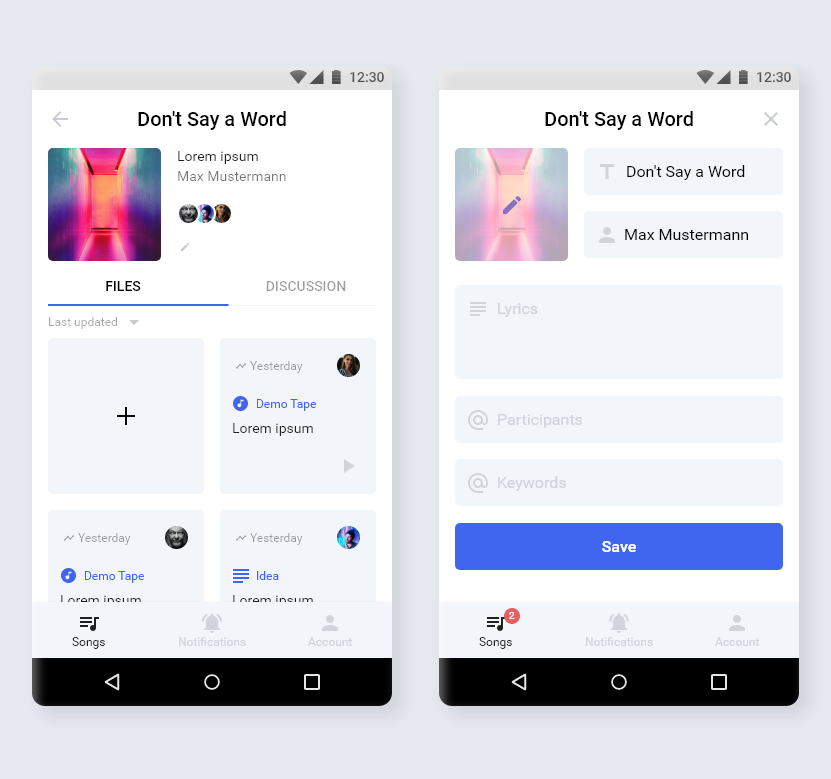 12:30
Don't Say a Word
Lorem ipsum
Max Mustermann
FILES
DISCUSSION
Last updated
Yesterday
Demo Tape
Lorem ipsum
Yesterday
Demo Tape
Lorem ipsum
Yesterday
Idea
Lorem ipsum
Songs
Notifications
Account
12:30
Don't Say a Word
Don't Say a Word
Max Mustermann
Lyrics
Participants
Keywords
Save
2
Songs
Notifications
Account